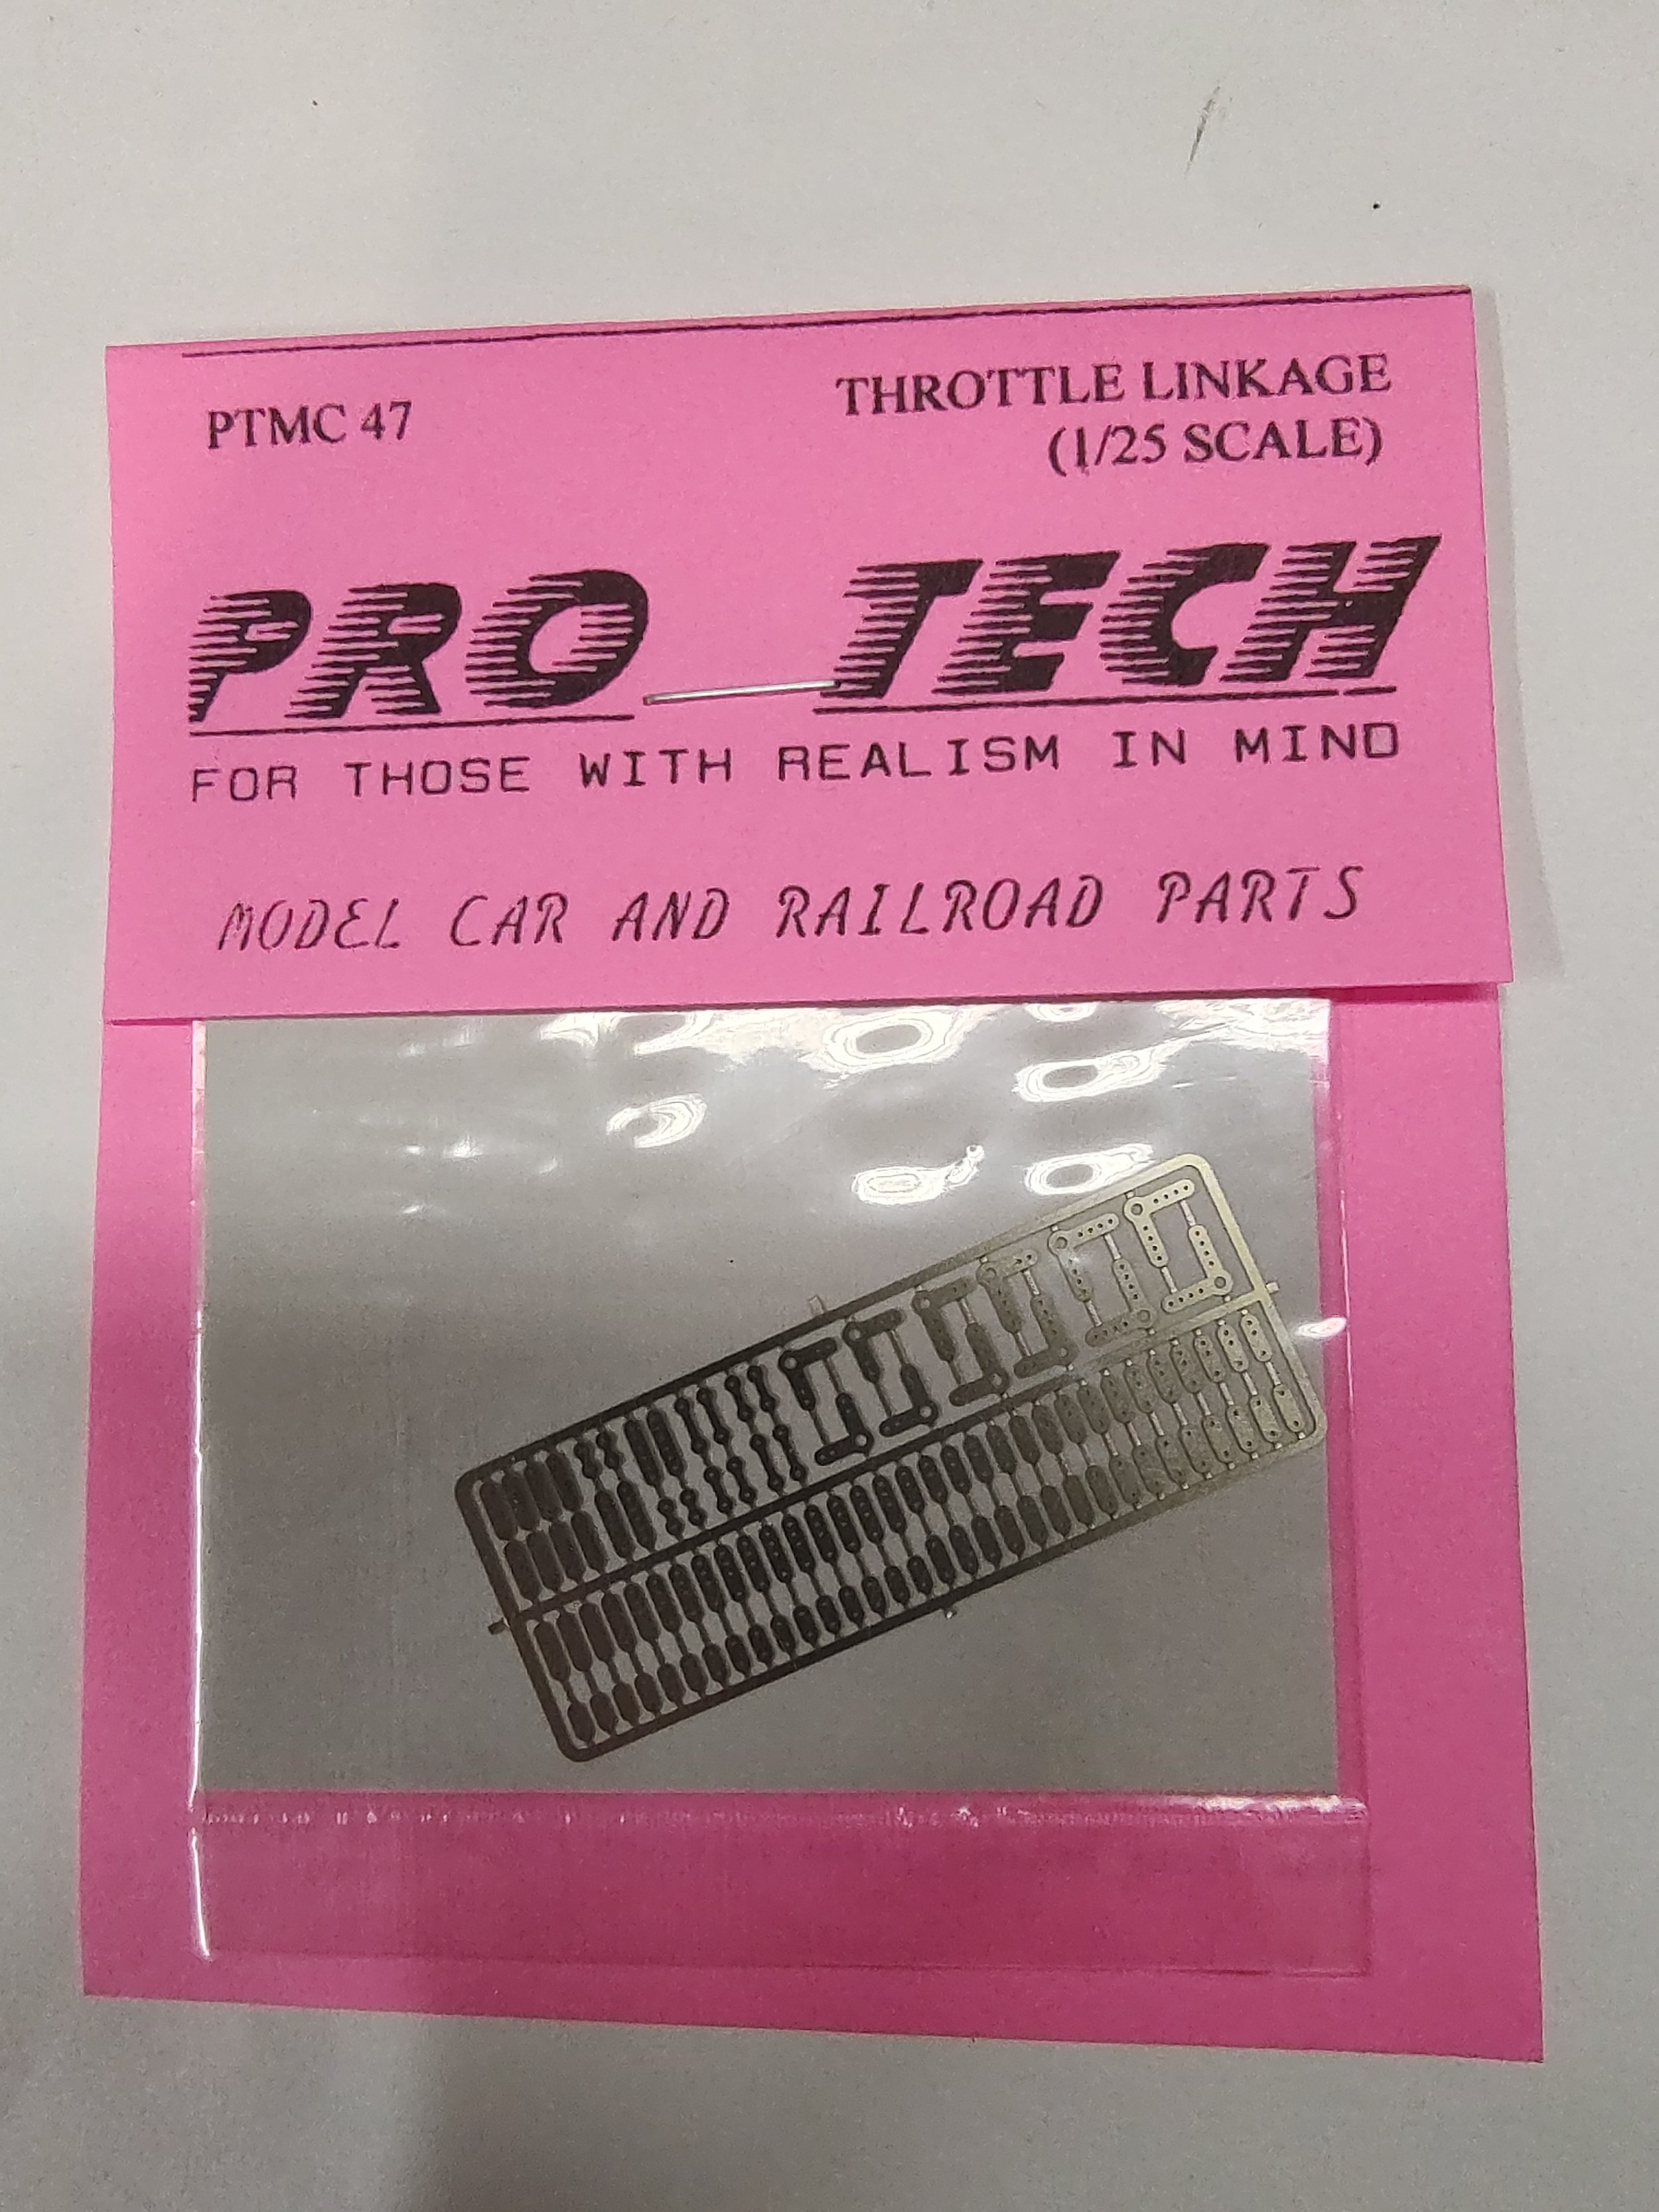 PTMC 47
THROTTLE LINKAGE
(1/25 SCALE)
PRO TECH
FOR THOSE WITH REALISM IN MIND
MODEL CAR AND RAILROAD PARTS